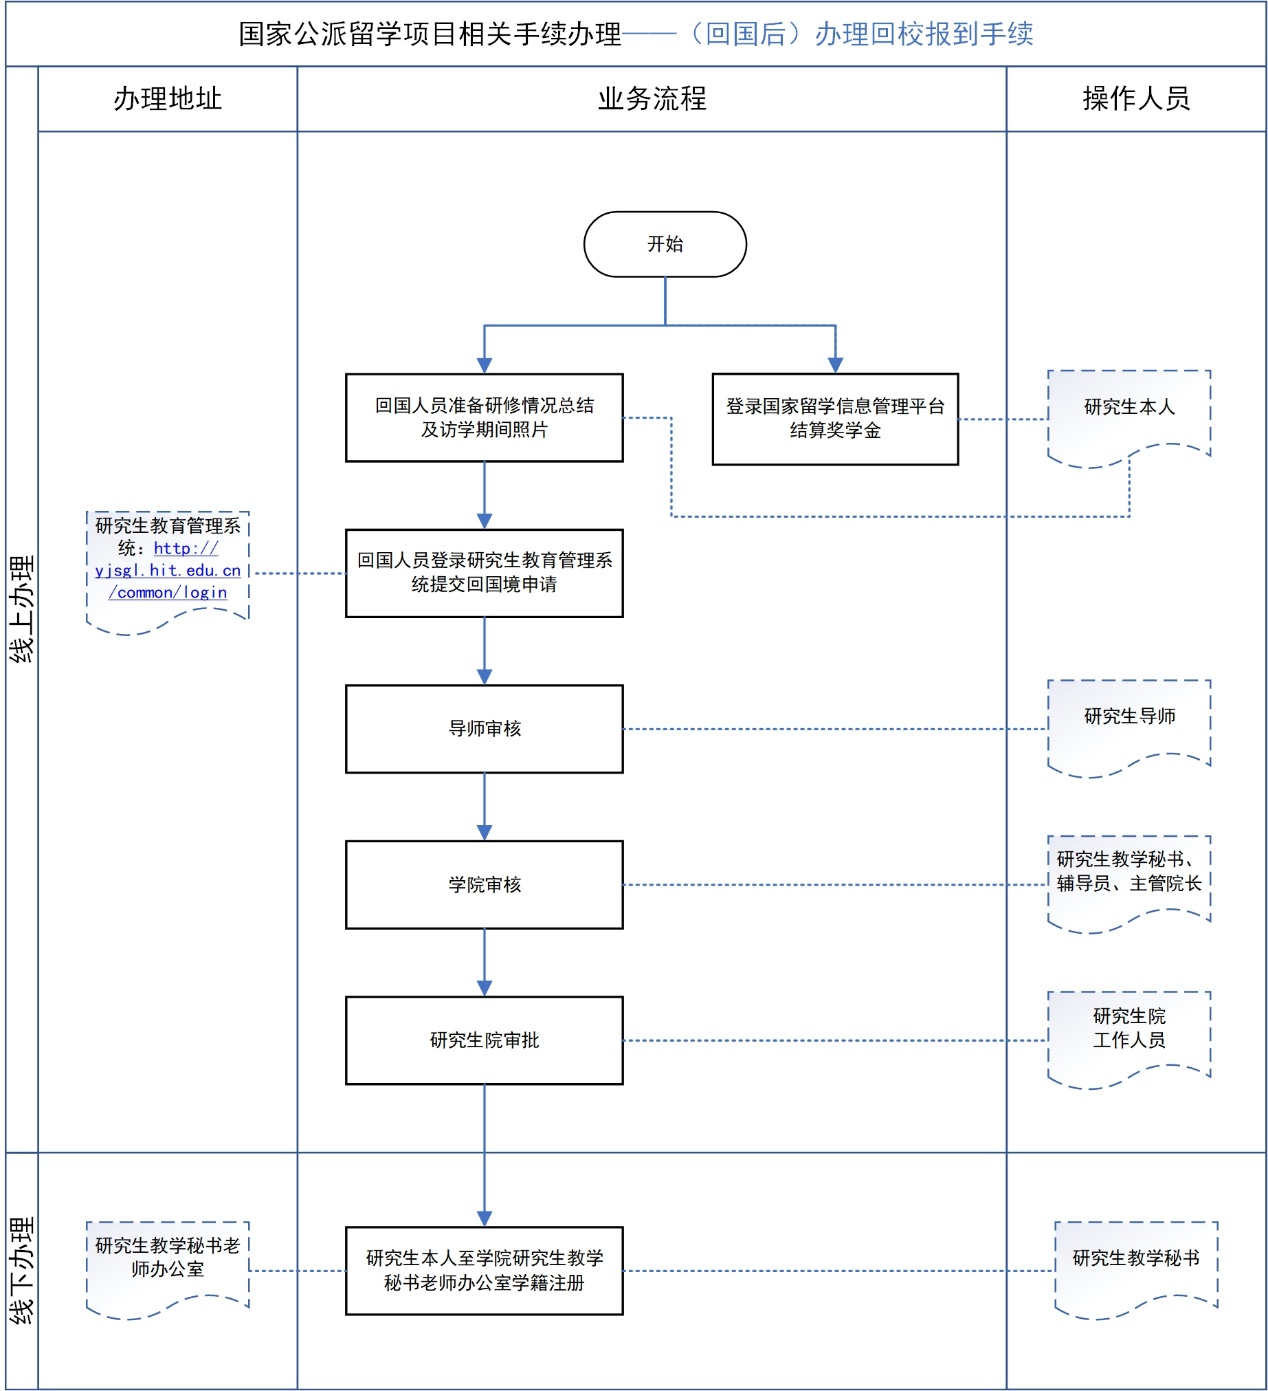 国家公派留学项目相关手续办理——（回国后）办理回校报到手续
办理地址
业务流程
操作人员
线上办理
开始
回国人员准备研修情况总结
及访学期间照片
登录国家留学信息管理平台
结算奖学金
研究生本人
研究生教育管理系
统：http://
yjsgl.hit.edu.cn
/common/login
回国人员登录研究生教育管理系
统提交回国境申请
导师审核
研究生导师
学院审核
研究生教学秘书、
辅导员、主管院长
研究生院审批
研究生院
工作人员
线下办理
研究生教学秘书老
师办公室
研究生本人至学院研究生教学
秘书老师办公室学籍注册
研究生教学秘书